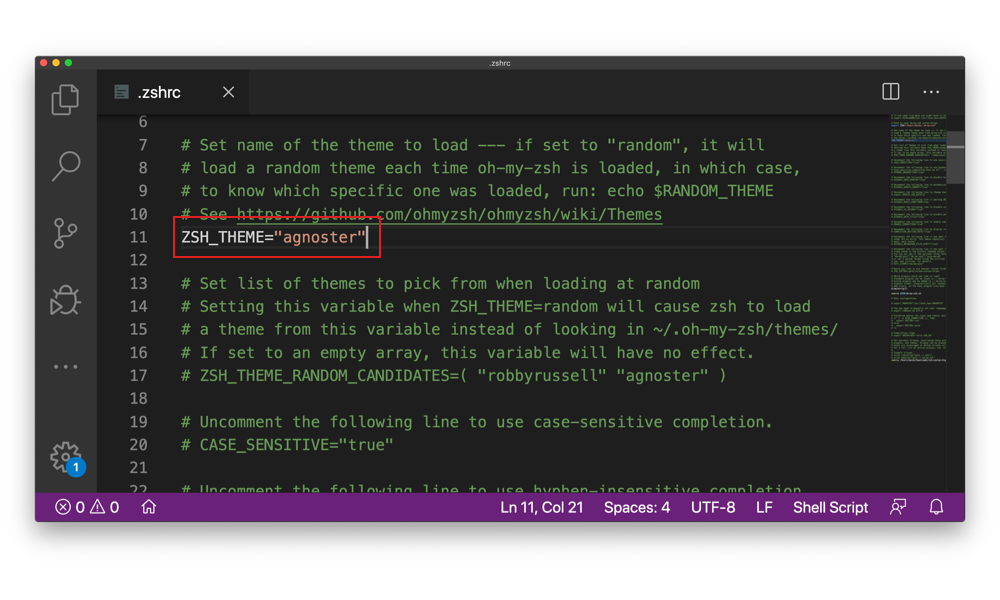 .zshrc
.zshrc
6
7 # Set name of the theme to load --- if set to "random", it will
8 # load a random theme each time oh-my-zsh is loaded, in which case,
9 # to know which specific one was loaded, run: echo $RANDOM_THEME
10 # See https://github.com/ohmyzsh/ohmyzsh/wiki/Themes
11 ZSH_THEME="agnoster"
12
13 # Set list of themes to pick from when loading at random
14 # Setting this variable when ZSH_THEME=random will cause zsh to load
15 # a theme from this variable instead of looking in ~/.oh-my-zsh/themes/
16 # If set to an empty array, this variable will have no effect.
17 # ZSH_THEME_RANDOM_CANDIDATES=( "robbyrussell" "agnoster" )
18
19 # Uncomment the following line to use case-sensitive completion.
20 # CASE_SENSITIVE="true"
21
22 # Uncomment the following line to use hyphen-insensitive completion
1
0 0 Ln 11, Col 21 Spaces: 4 UTF-8 LF Shell Script